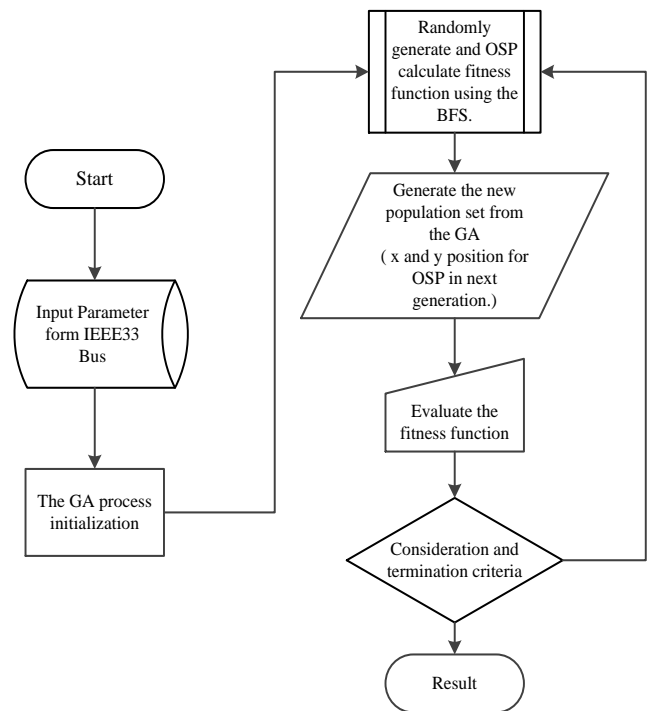 Start
Input Parameter
form IEEE33
Bus
The GA process
initialization
Randomly
generate and OSP
calculate fitness
function using the
BFS.
Generate the new
population set from
the GA
( x and y position for
OSP in next
generation.)
Evaluate the
fitness function
Consideration and
termination criteria
Result